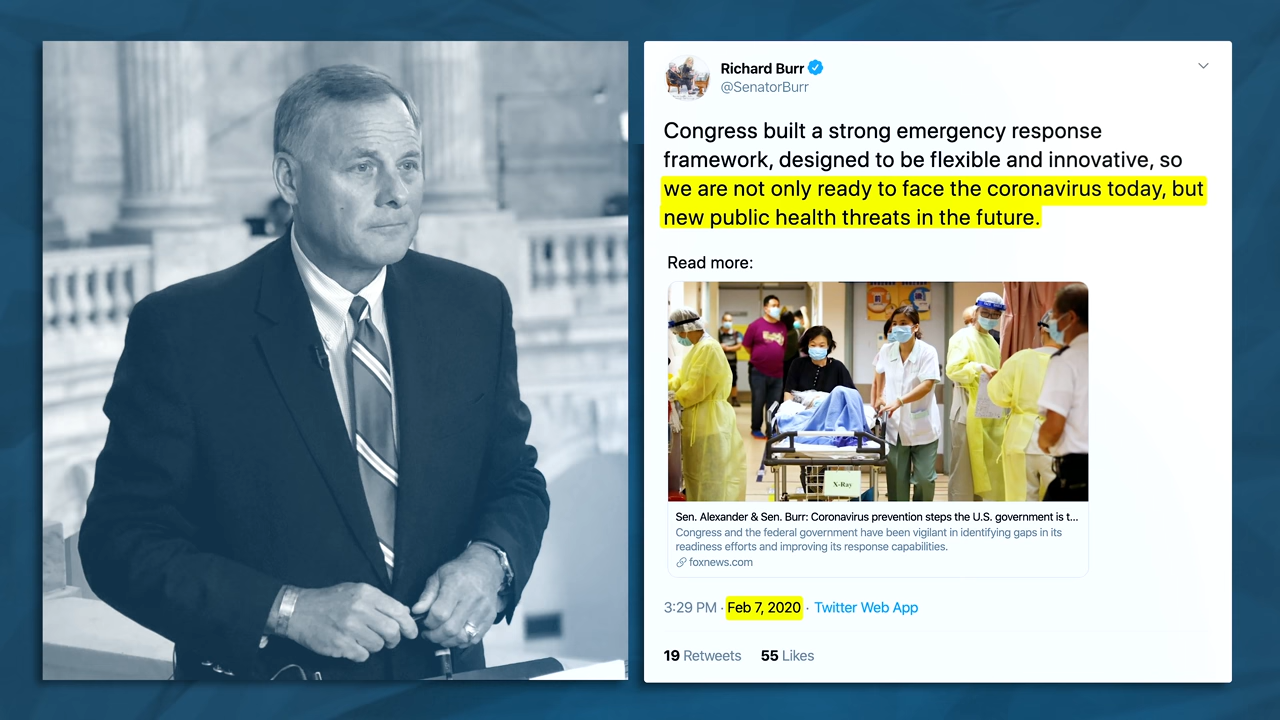 Richard Burr
@SenatorBurr
Congress built a strong emergency response
framework, designed to be flexible and innovative, so
we are not only ready to face the coronavirus today, but
new public health threats in the future.
Read more:
X-Ray
Sen. Alexander & Sen. Burr: Coronavirus prevention steps the U.S. government is t...
Congress and the federal government have been vigilant in identifying gaps in its
readiness efforts and improving its response capabilities.
foxnews.com
3:29 PM · Feb 7, 2020 · Twitter Web App
19 Retweets 55 Likes